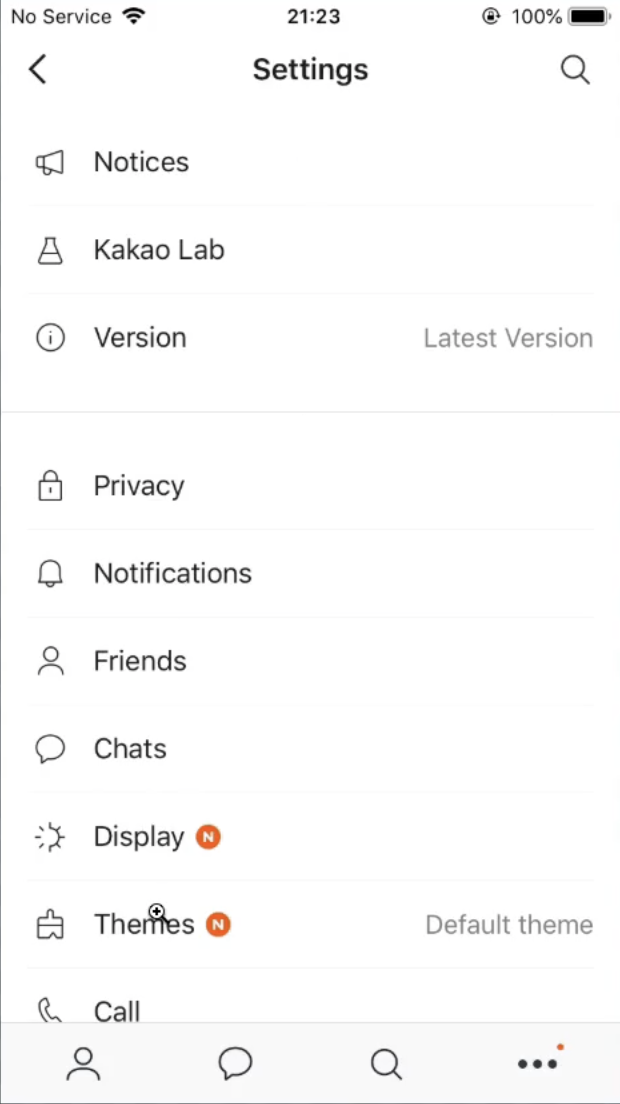 No Service 21:23 100%
Settings
Notices
Kakao Lab
Version Latest Version
Privacy
Notifications
Friends
Chats
Display N
Themes N Default theme
Call